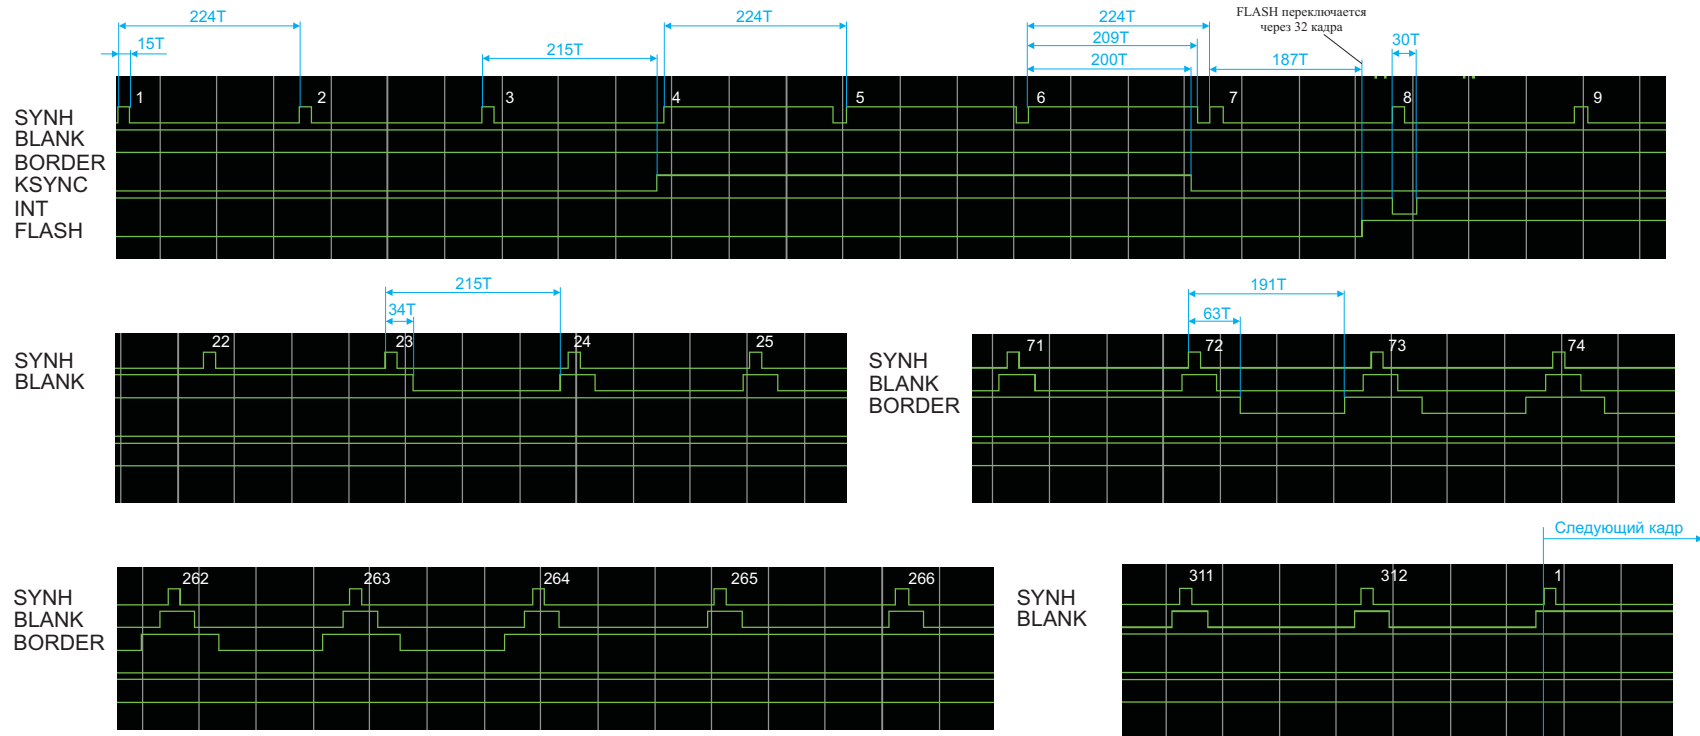 224T
224T
224T
FLASH переключается
через 32 кадра
15T
215T
209T
200T
187T
30T
1 2 3 4 5 6 7 8 9
SYNH
BLANK
BORDER
KSYNC
INT
FLASH
215T
34T
191T
63T
22 23 24 25
SYNH
BLANK
71 72 73 74
SYNH
BLANK
BORDER
Следующий кадр
262 263 264 265 266
SYNH
BLANK
BORDER
311 312 1
SYNH
BLANK